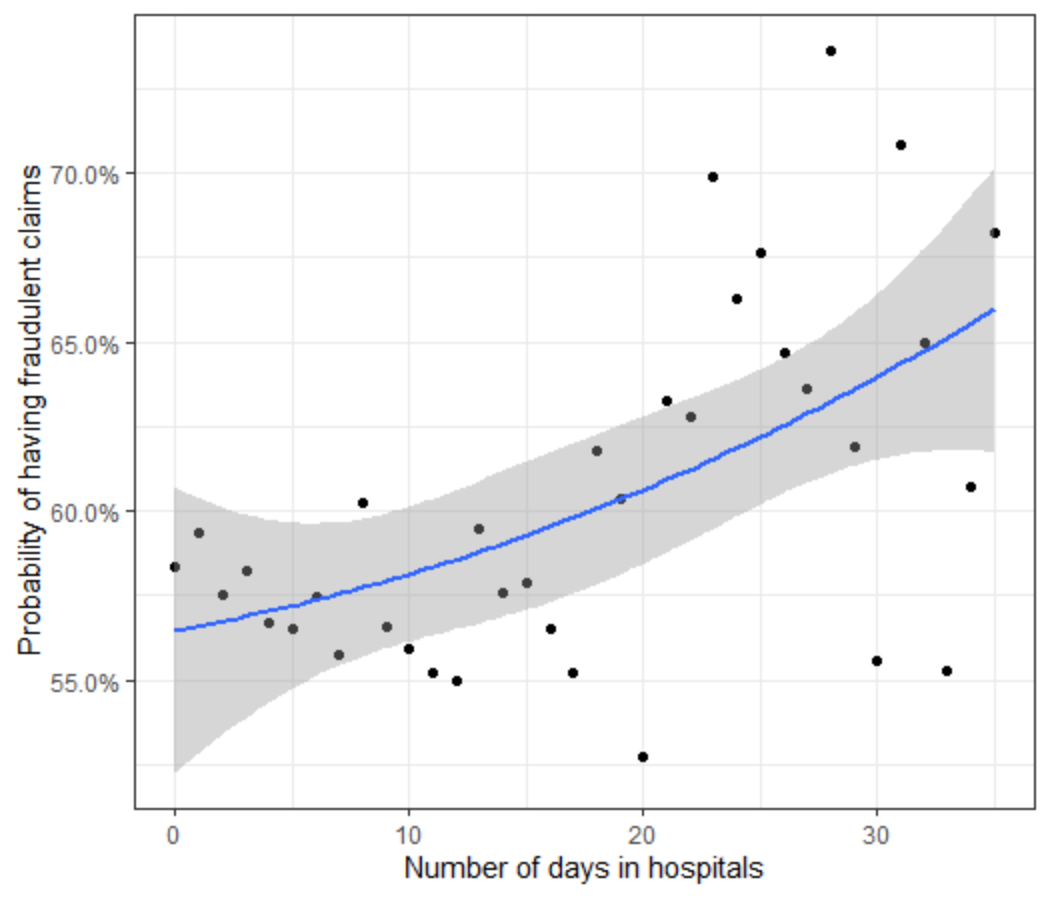 Probability of having fraudulent claims
70.0%
65.0%
60.0%
55.0%
0 10 20 30
Number of days in hospitals